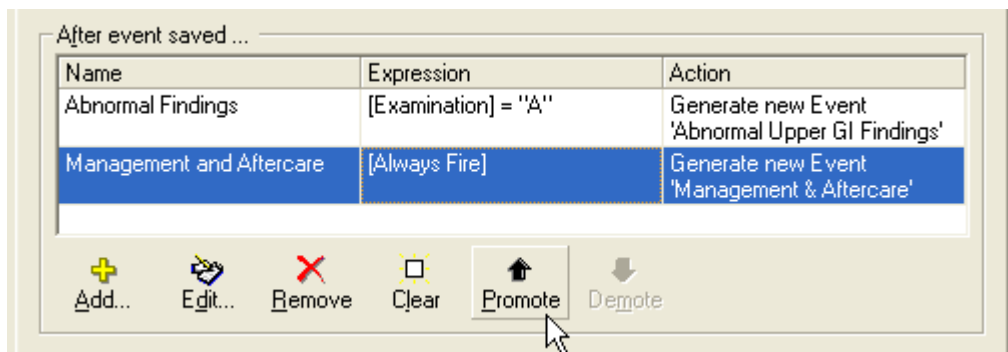 After event saved ...
Name Expression Action
Abnormal Findings [Examination] = "A" Generate new Event
'Abnormal Upper GI Findings'
Management and Aftercare [Always Fire] Generate new Event
'Management & Aftercare'
Add... Edit... Remove Clear Promote Demote